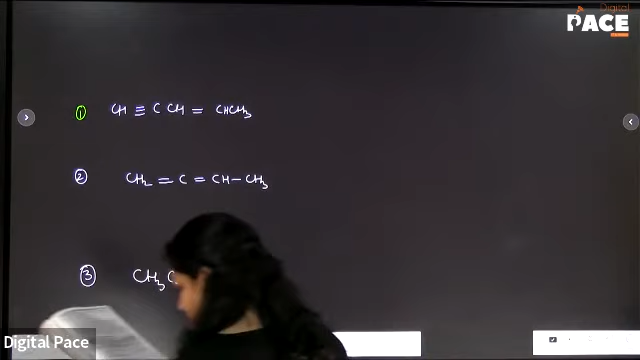 Digital
PACE
① CH ≡ C CH = CHCH₃
② CH₂ = C = CH – CH₃
③ CH₃
Digital Pace